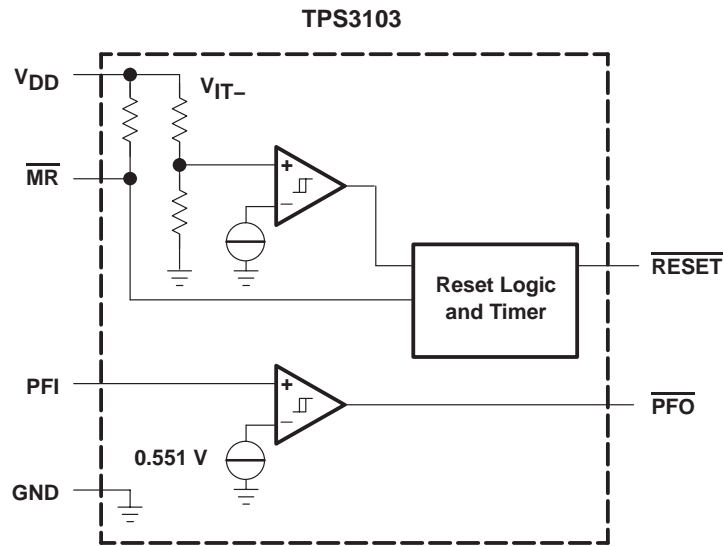 TPS3103
VDD
VIT–
MR
+
–
RESET
Reset Logic
and Timer
PFI
+
–
PFO
0.551 V
GND